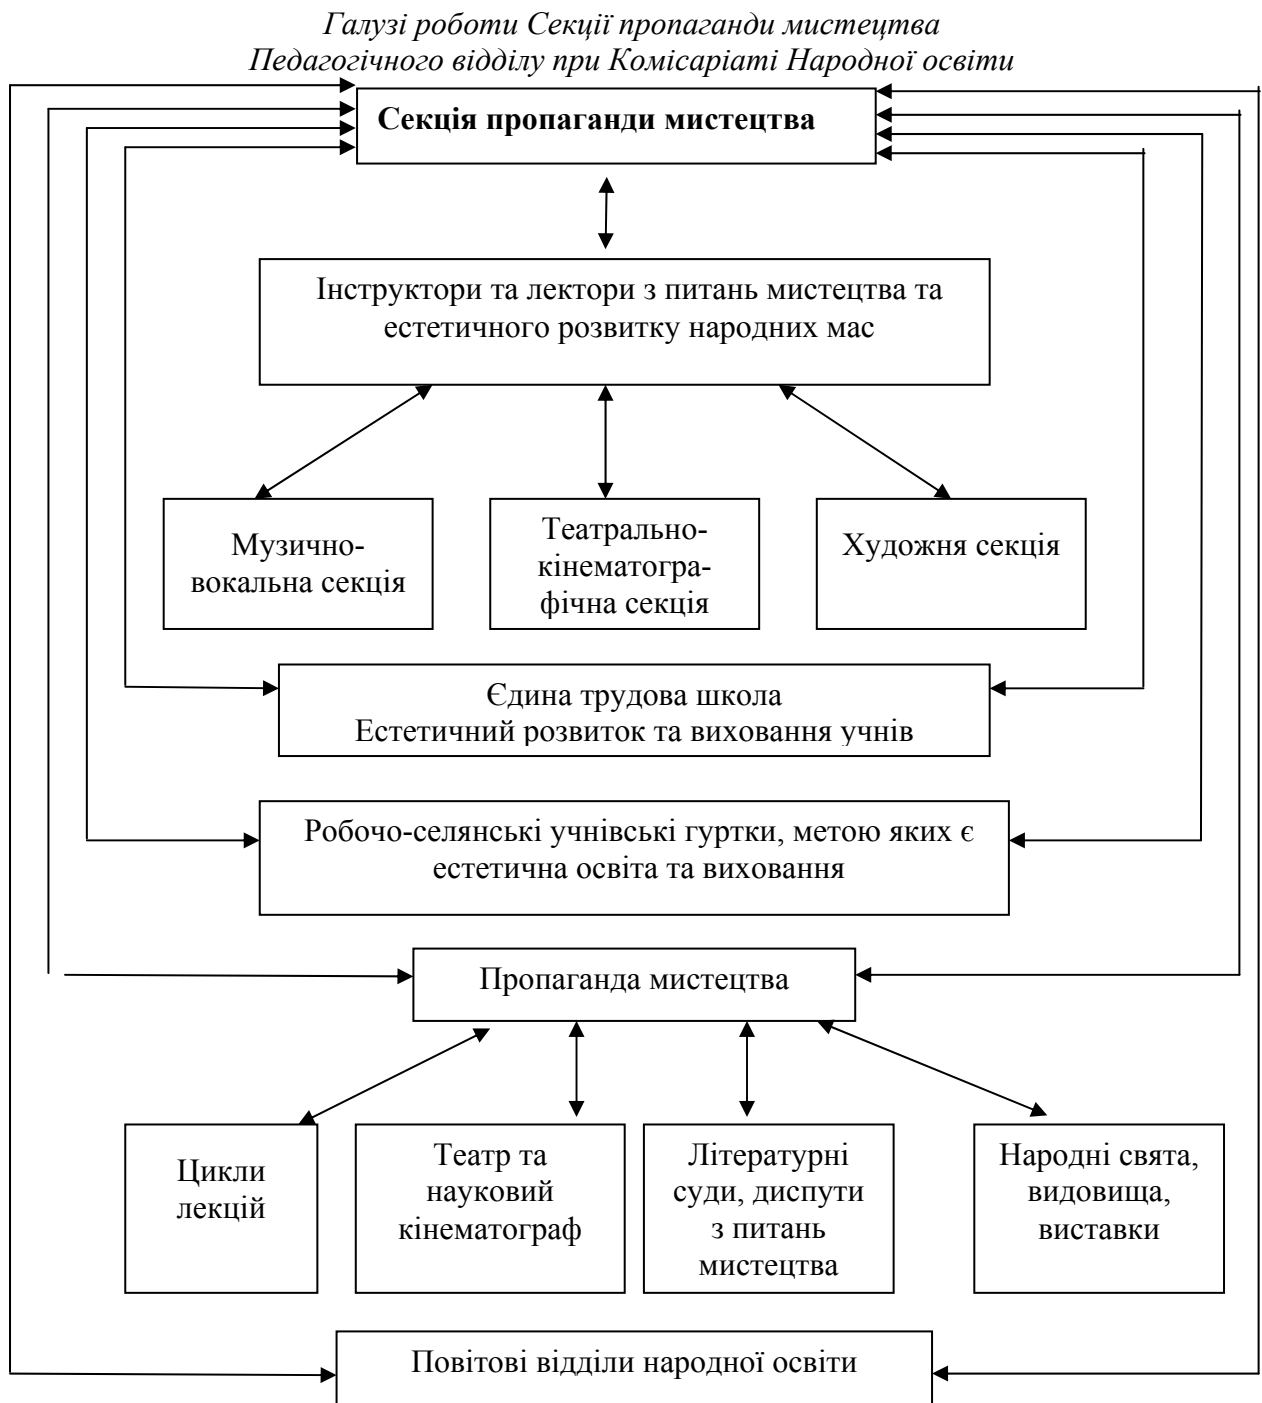 Галузі роботи Секції пропаганди мистецтва
Педагогічного відділу при Комісаріаті Народної освіти
Секція пропаганди мистецтва
Інструктори та лектори з питань мистецтва та
естетичного розвитку народних мас
Музично-
вокальна секція
Театрально-
кінематогра-
фічна секція
Художня секція
Єдина трудова школа
Естетичний розвиток та виховання учнів
Робочо-селянські учнівські гуртки, метою яких є
естетична освіта та виховання
Пропаганда мистецтва
Цикли
лекцій
Театр та
науковий
кінематограф
Літературні
суди, диспути
з питань
мистецтва
Народні свята,
видовища,
виставки
Повітові відділи народної освіти